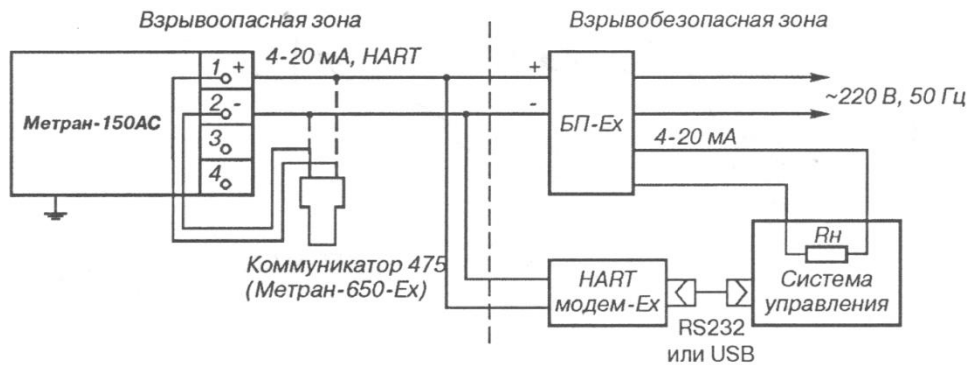 Взрывоопасная зона
Взрывобезопасная зона
1 +
4-20 мА, HART
+
~220 В, 50 Гц
Метран-150АС
2 -
-
БП-Ex
3
4-20 мА
4
Rн
Коммуникатор 475
(Метран-650-Ex)
HART
модем-Ex
Система
управления
RS232
или USB